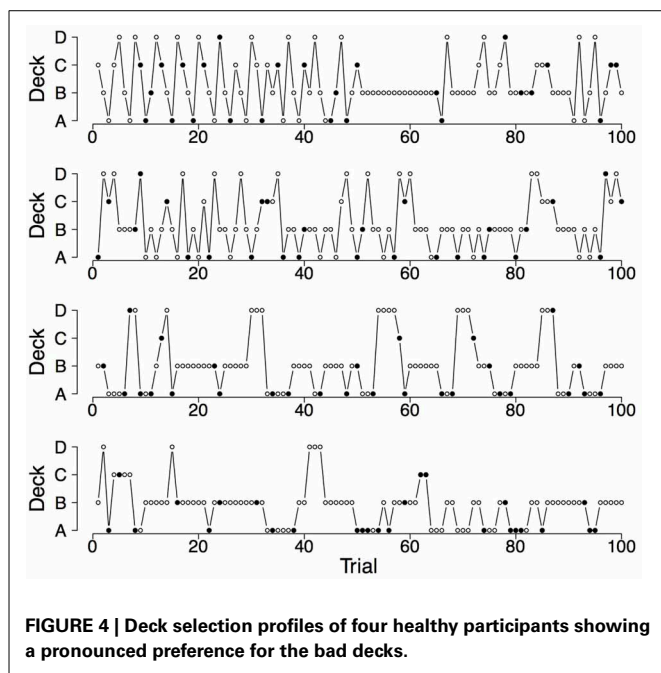 D
C
B
A
Deck
0 20 40 60 80 100
D
C
B
A
Deck
0 20 40 60 80 100
D
C
B
A
Deck
0 20 40 60 80 100
D
C
B
A
Deck
0 20 40 60 80 100
Trial
FIGURE 4 | Deck selection profiles of four healthy participants showing
a pronounced preference for the bad decks.